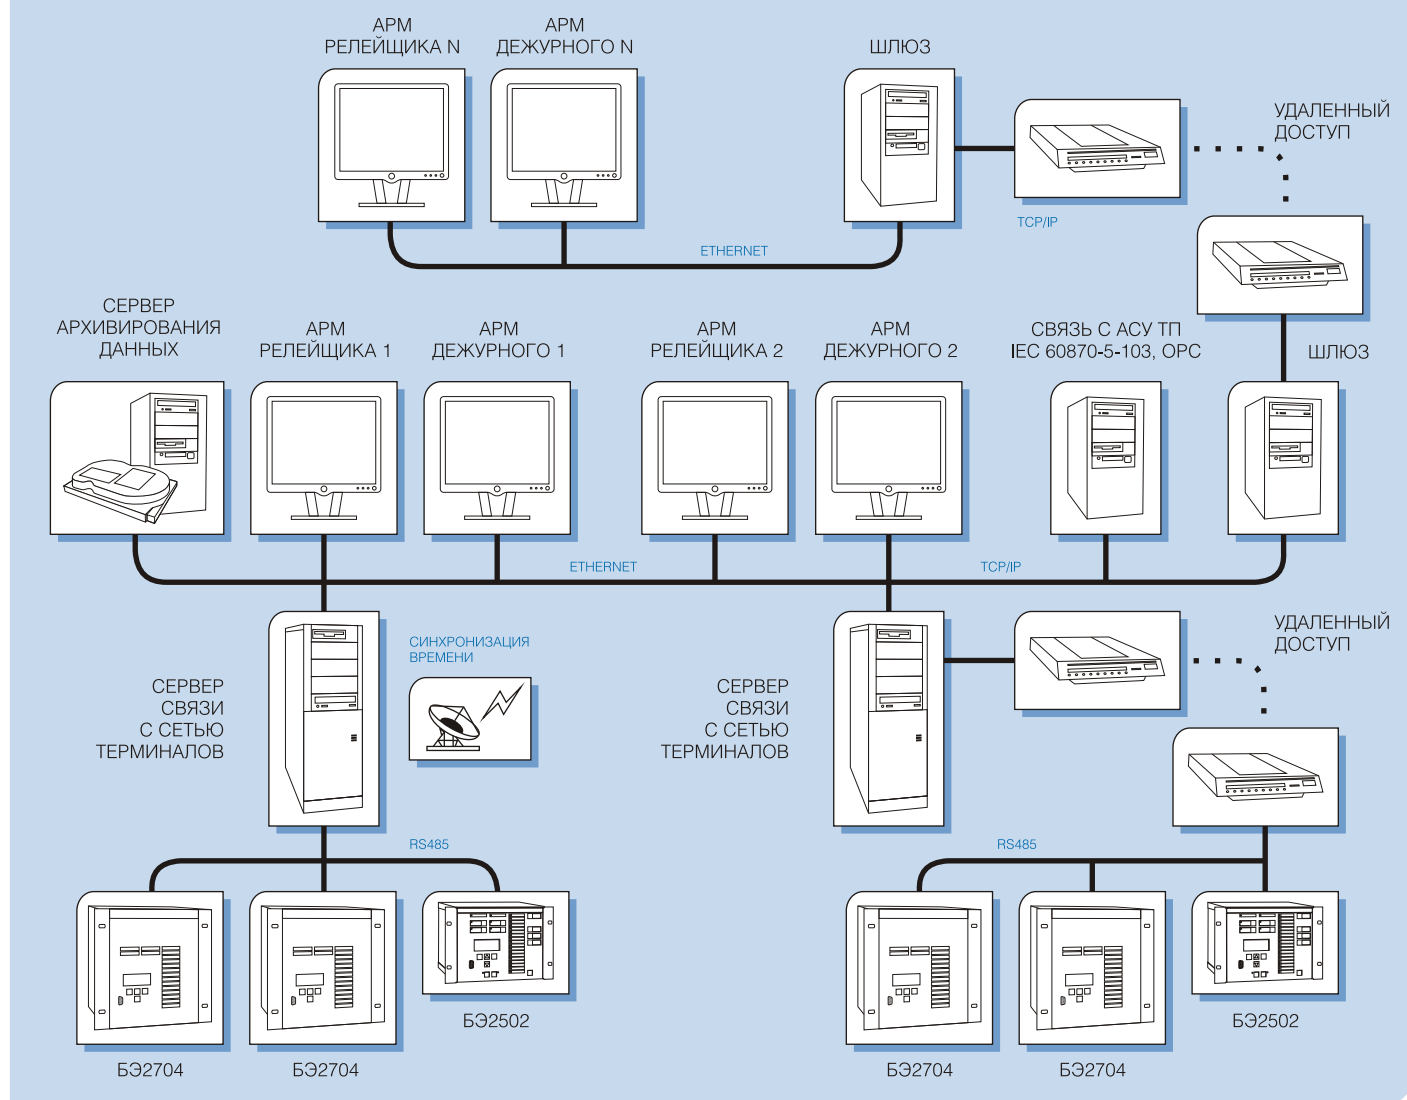 АРМ
РЕЛЕЙЩИКА N
АРМ
ДЕЖУРНОГО N
ШЛЮЗ
УДАЛЕННЫЙ
ДОСТУП
TCP/IP
ETHERNET
СЕРВЕР
АРХИВИРОВАНИЯ
ДАННЫХ
АРМ
РЕЛЕЙЩИКА 1
АРМ
ДЕЖУРНОГО 1
АРМ
РЕЛЕЙЩИКА 2
АРМ
ДЕЖУРНОГО 2
СВЯЗЬ С АСУ ТП
IEC 60870-5-103, OPC
ШЛЮЗ
ETHERNET
TCP/IP
СИНХРОНИЗАЦИЯ
ВРЕМЕНИ
СЕРВЕР
СВЯЗИ
С СЕТЬЮ
ТЕРМИНАЛОВ
СЕРВЕР
СВЯЗИ
С СЕТЬЮ
ТЕРМИНАЛОВ
УДАЛЕННЫЙ
ДОСТУП
RS485
RS485
БЭ2704
БЭ2704
БЭ2502
БЭ2704
БЭ2704
БЭ2502